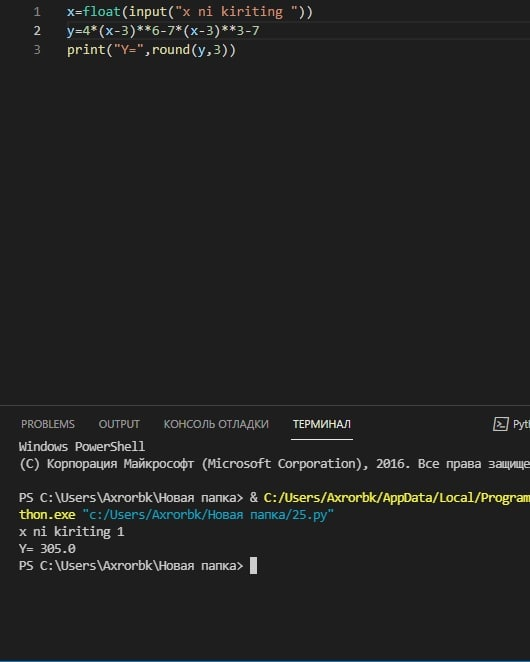 1 x=float(input("x ni kiriting "))
2 y=4*(x-3)**6-7*(x-3)**3-7
3 print("Y=",round(y,3))
PROBLEMS OUTPUT КОНСОЛЬ ОТЛАДКИ ТЕРМИНАЛ Pyt
Windows PowerShell
(C) Корпорация Майкрософт (Microsoft Corporation), 2016. Все права защище
PS C:\Users\Axrorbk\Новая папка> & C:/Users/Axrorbk/AppData/Local/Program
thon.exe "c:/Users/Axrorbk/Новая папка/25.py"
x ni kiriting 1
Y= 305.0
PS C:\Users\Axrorbk\Новая папка>